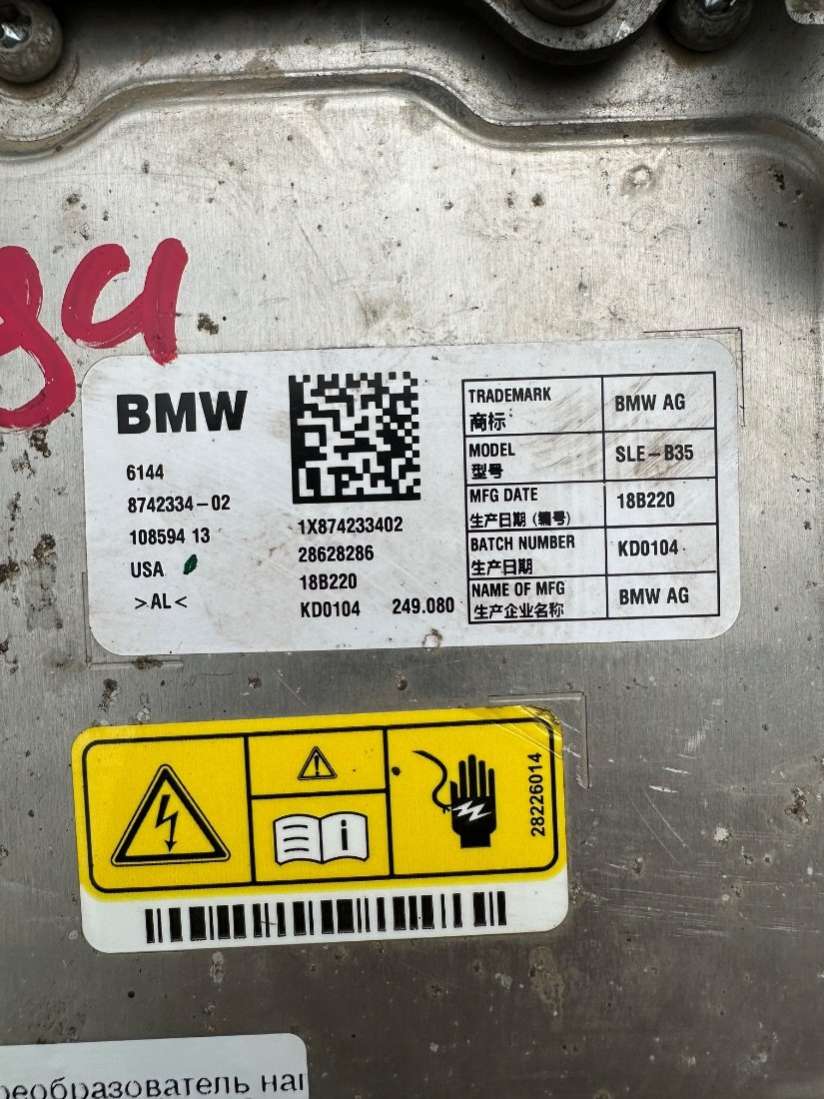 BMW
6144
8742334-02
108594 13
USA
>AL<
1X874233402
28628286
18B220
KD0104 249.080
TRADEMARK BMW AG
商标
MODEL SLE-B35
型号
MFG DATE 18B220
生产日期 (编号)
BATCH NUMBER KD0104
生产日期
NAME OF MFG BMW AG
生产企业名称
28226014